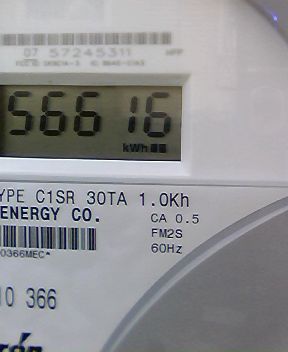 07 57245311
56616
kWh
YPE C1SR 30TA 1.0Kh
ENERGY CO.
CA 0.5
FM2S
60Hz
0366MEC*
10 366